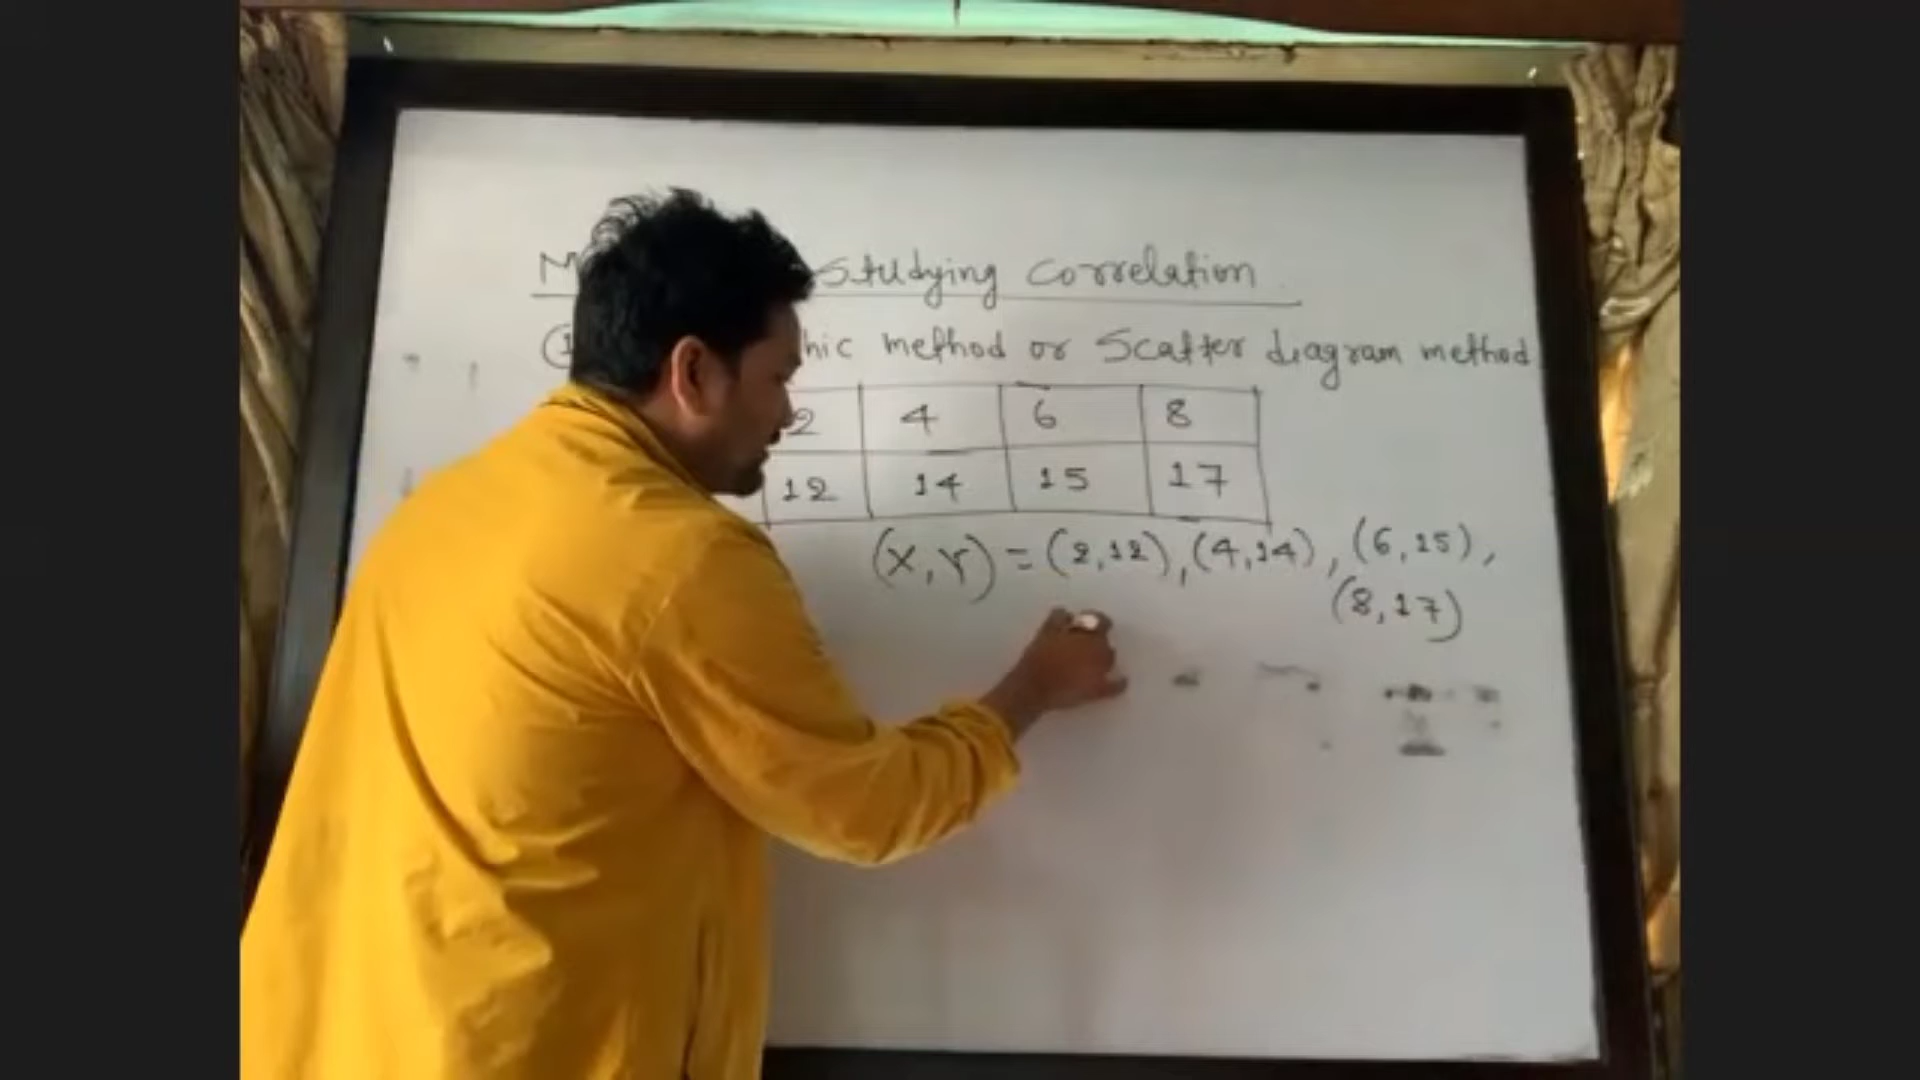 Studying Correlation
method or Scatter diagram method
2 4 6 8
12 14 15 17
(X,Y) = (2,12), (4,14), (6,15),
(8,17)